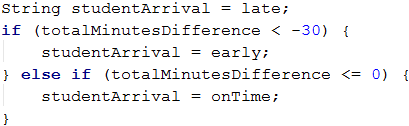 String studentArrival = late;
if (totalMinutesDifference < -30) {
    studentArrival = early;
} else if (totalMinutesDifference <= 0) {
    studentArrival = onTime;
}